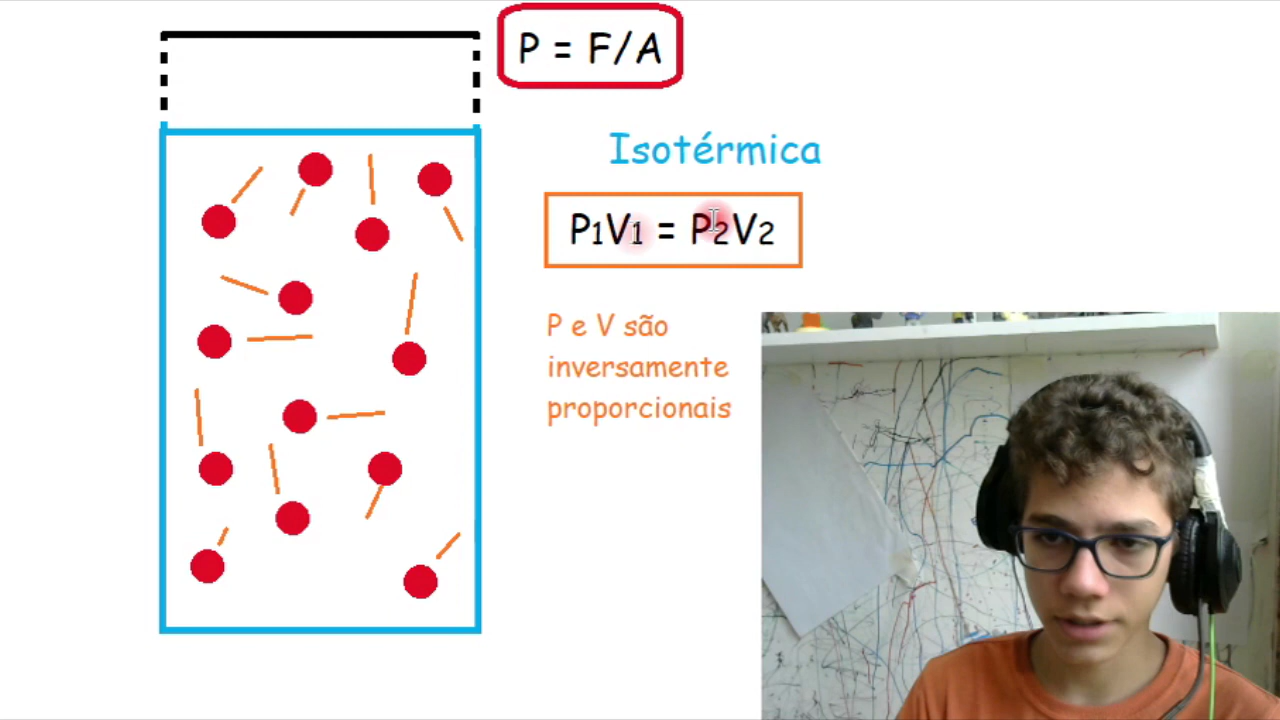 P = F/A
Isotérmica
P1V1 = P2V2
P e V são
inversamente
proporcionais